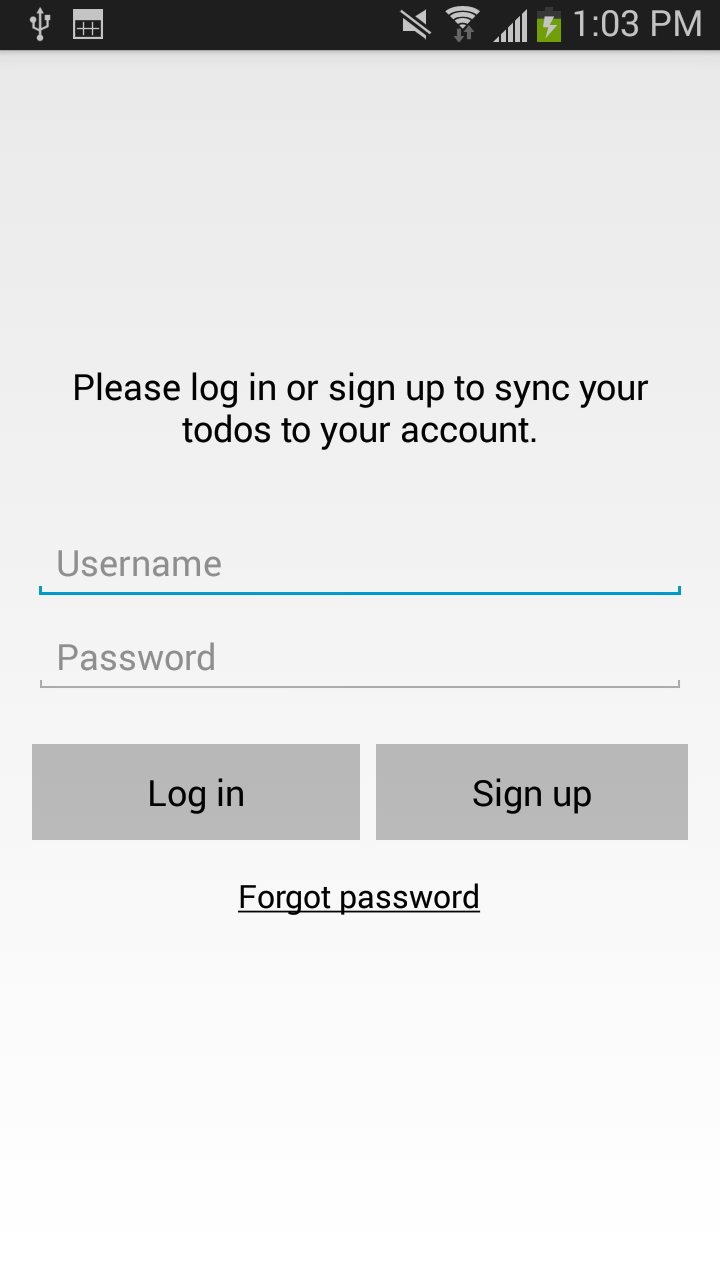 1:03 PM
Please log in or sign up to sync your
todos to your account.
Username
Password
Log in
Sign up
Forgot password